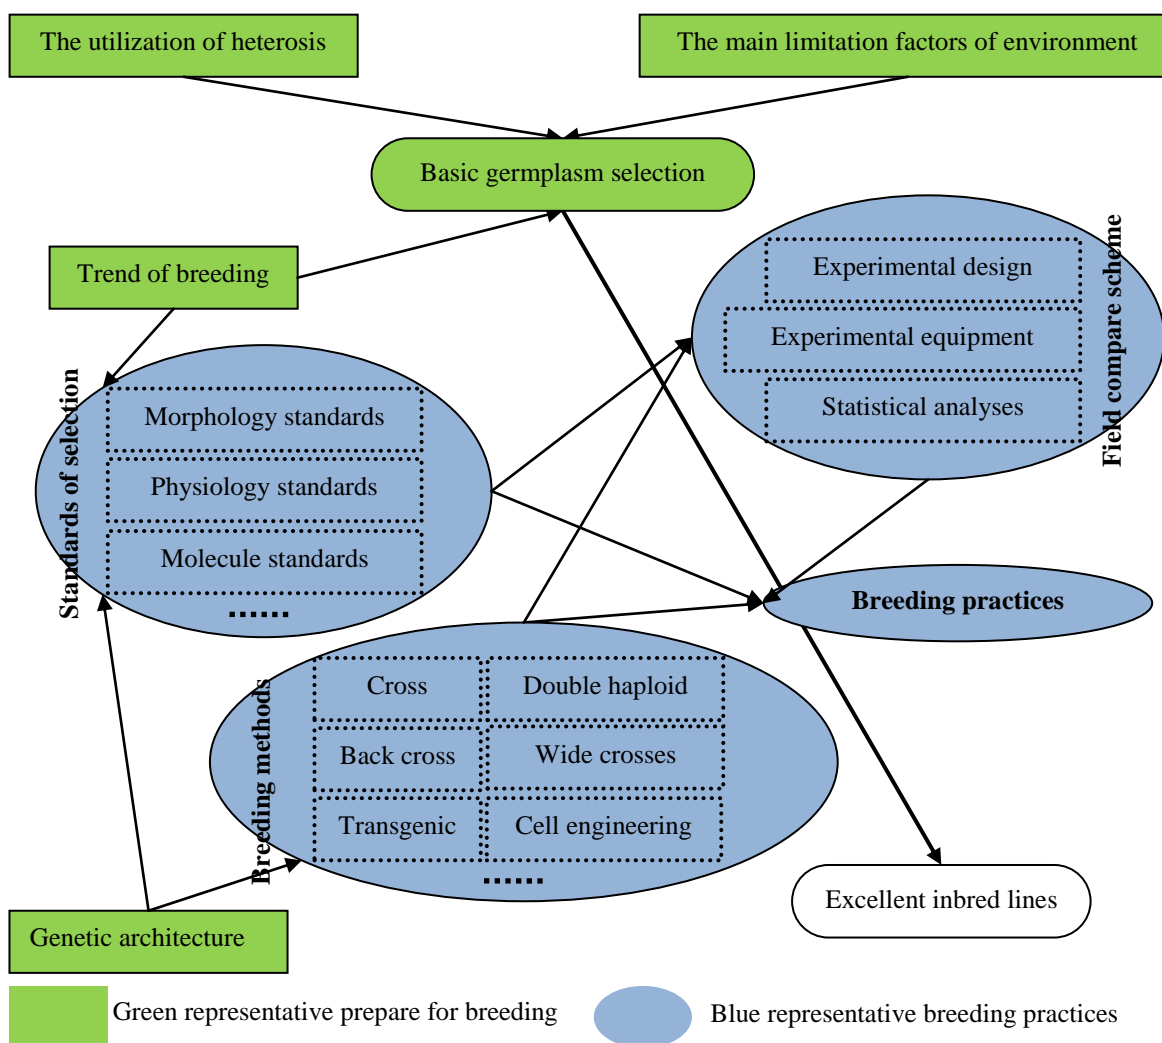 The utilization of heterosis
The main limitation factors of environment
Basic germplasm selection
Trend of breeding
Field compare scheme
Experimental design
Experimental equipment
Statistical analyses
Standards of selection
Morphology standards
Physiology standards
Molecule standards
......
Breeding practices
Breeding methods
Cross
Double haploid
Back cross
Wide crosses
Transgenic
Cell engineering
......
Excellent inbred lines
Genetic architecture
Green representative prepare for breeding
Blue representative breeding practices